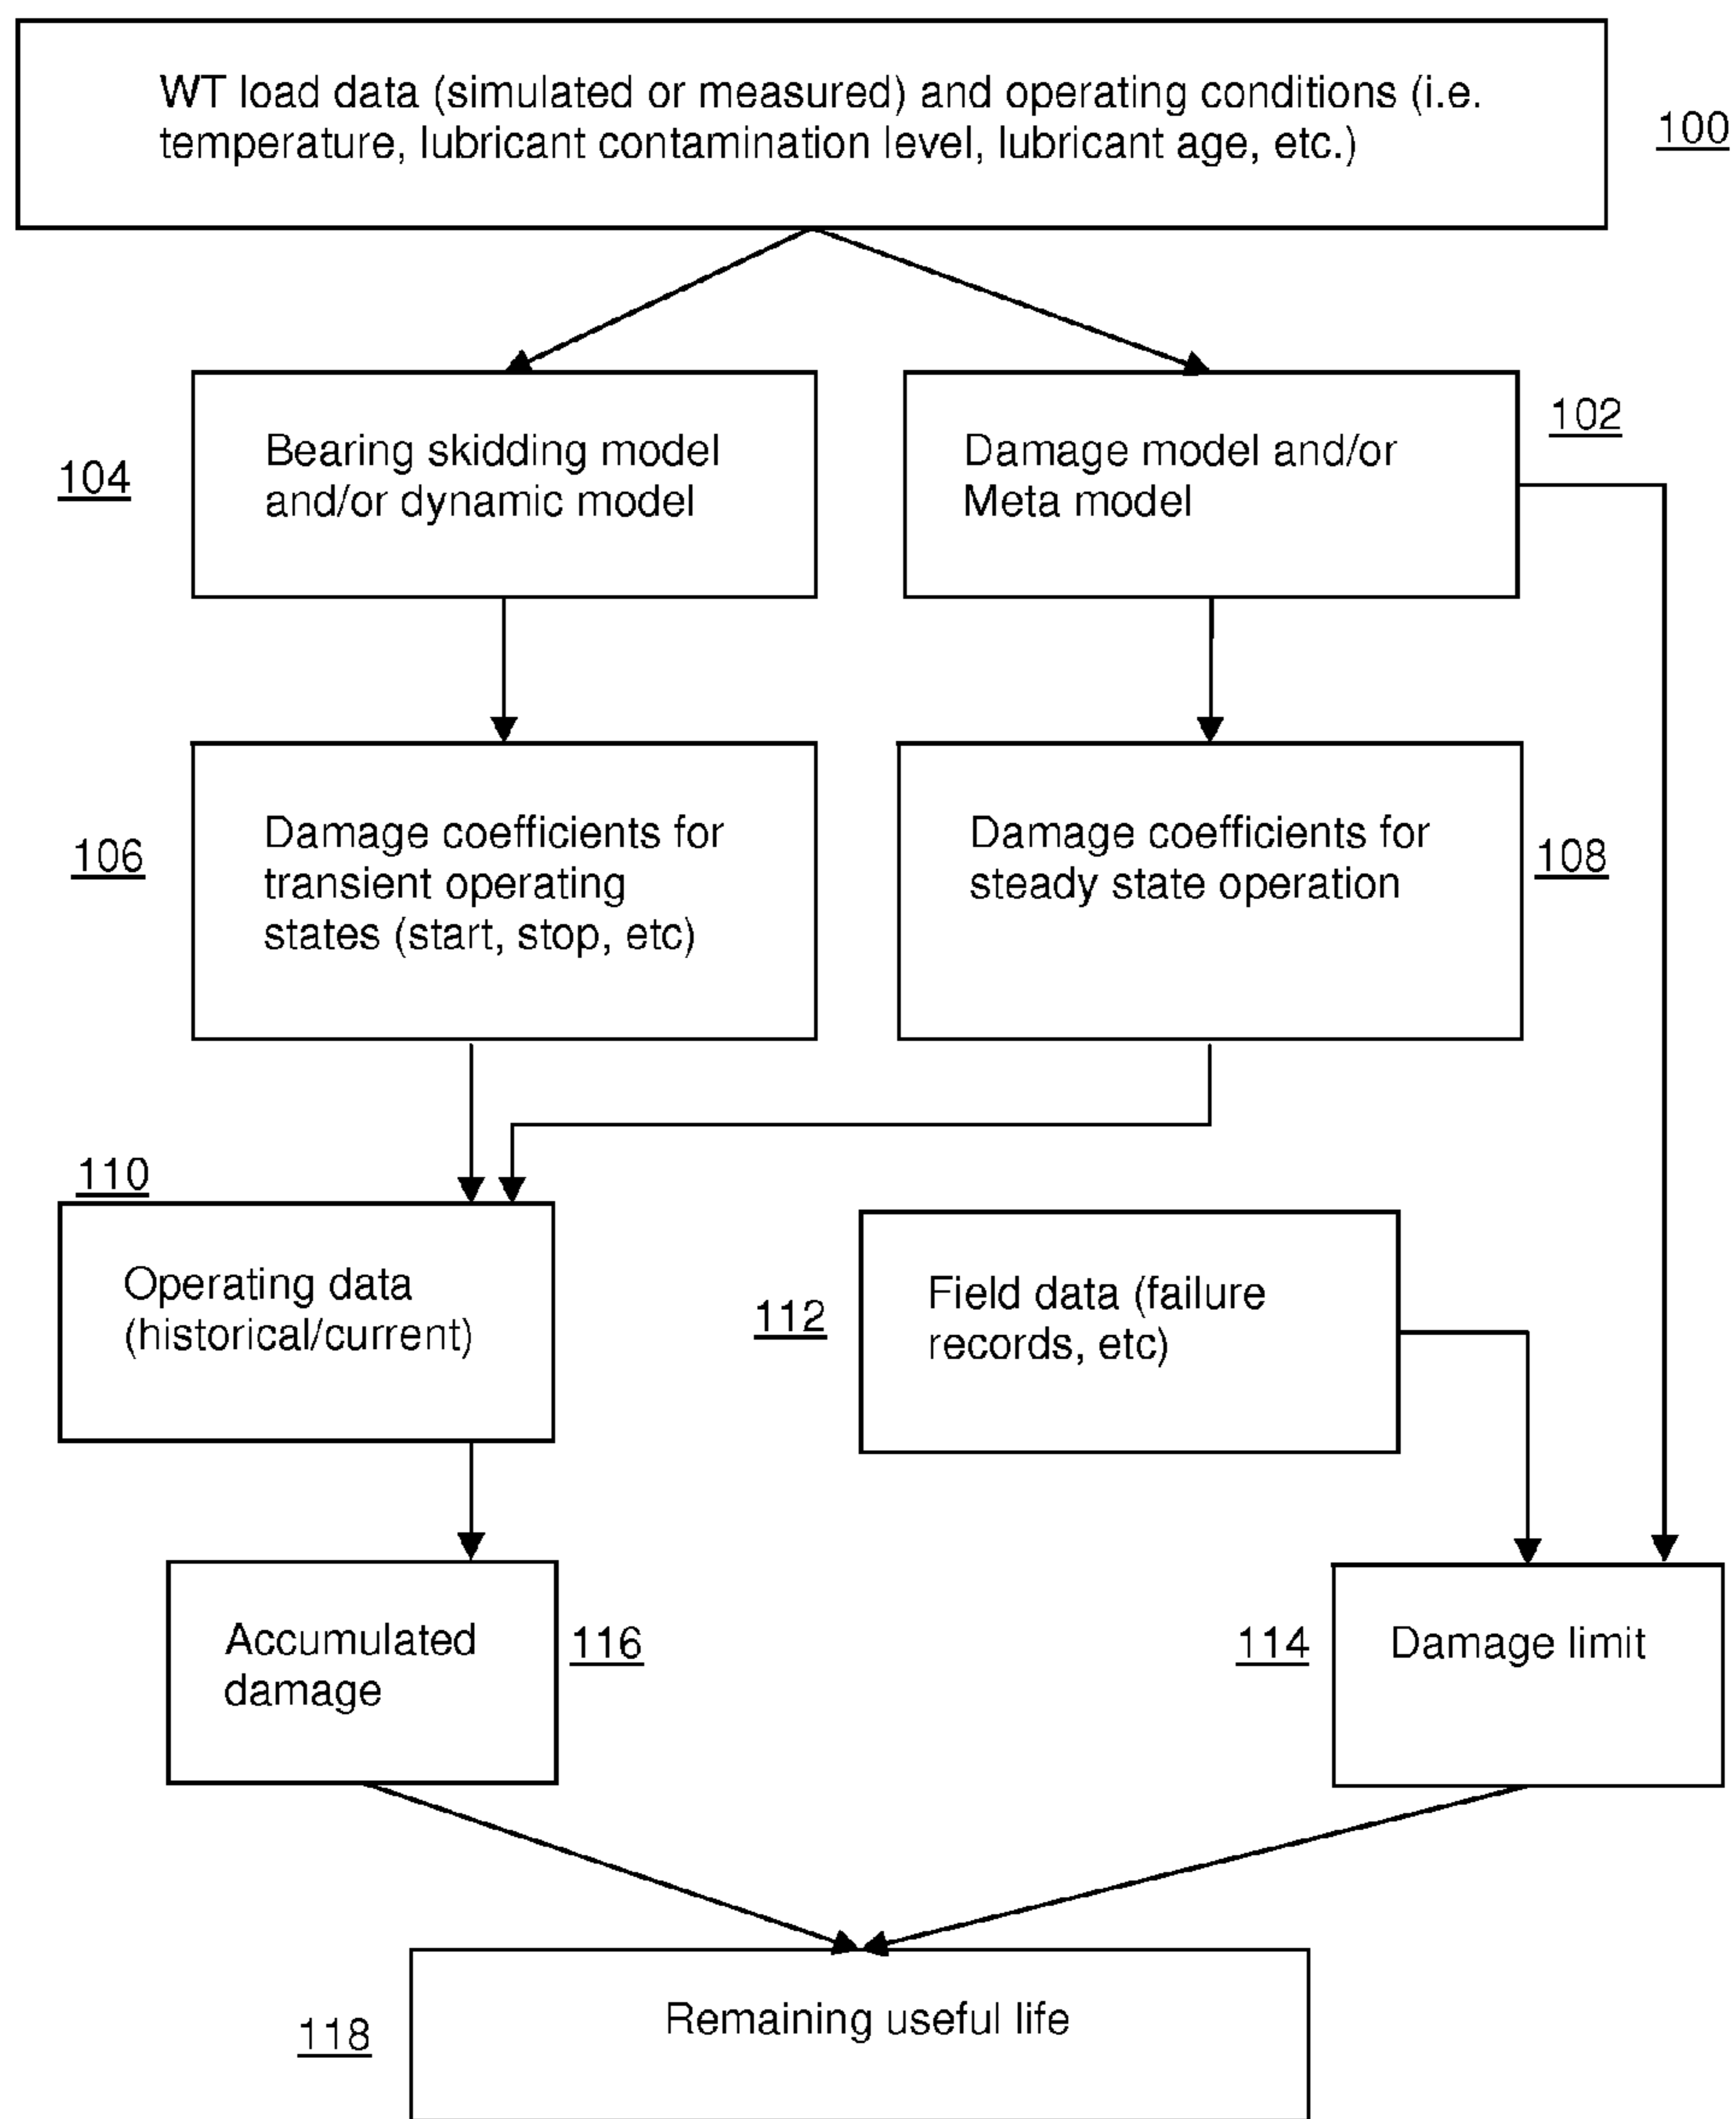 WT load data (simulated or measured) and operating conditions (i.e.
temperature, lubricant contamination level, lubricant age, etc.)
100
104
Bearing skidding model
and/or dynamic model
Damage model and/or
Meta model
102
106
Damage coefficients for
transient operating
states (start, stop, etc)
Damage coefficients for
steady state operation
108
110
Operating data
(historical/current)
112
Field data (failure
records, etc)
Accumulated
damage
116
114
Damage limit
118
Remaining useful life